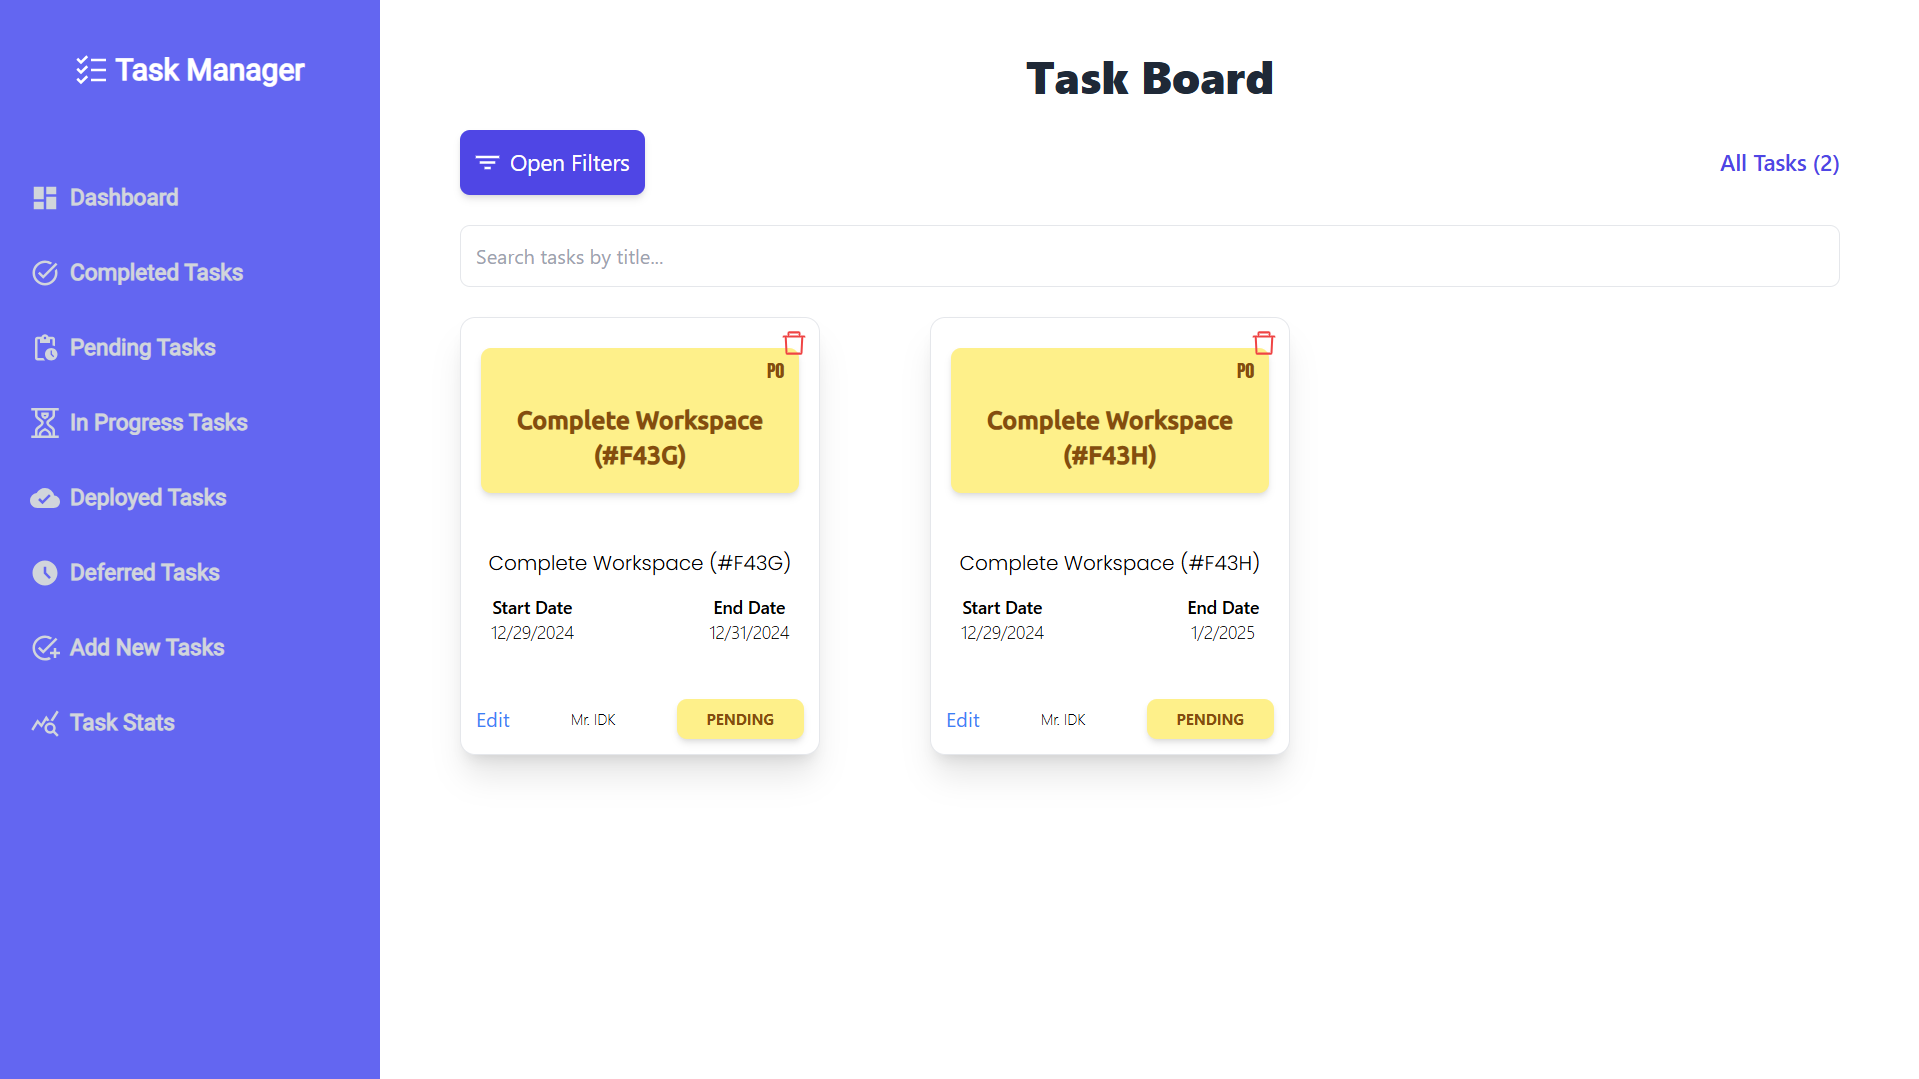 Task Manager
Dashboard
Completed Tasks
Pending Tasks
In Progress Tasks
Deployed Tasks
Deferred Tasks
Add New Tasks
Task Stats
Task Board
Open Filters
All Tasks (2)
Search tasks by title...
P0
Complete Workspace
(#F43G)
Complete Workspace (#F43G)
Start Date End Date
12/29/2024 12/31/2024
Edit Mr. IDK PENDING
P0
Complete Workspace
(#F43H)
Complete Workspace (#F43H)
Start Date End Date
12/29/2024 1/2/2025
Edit Mr. IDK PENDING